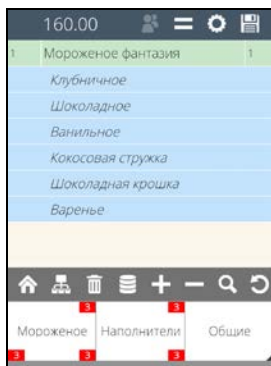 160.00
1 Мороженое фантазия 1
Клубничное
Шоколадное
Ванильное
Кокосовая стружка
Шоколадная крошка
Варенье
3 3
Мороженое Наполнители Общие
3 3 3